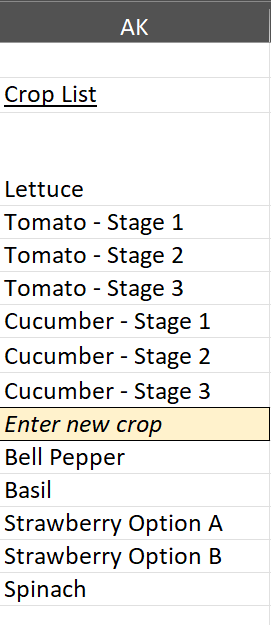 AK
Crop List
Lettuce
Tomato - Stage 1
Tomato - Stage 2
Tomato - Stage 3
Cucumber - Stage 1
Cucumber - Stage 2
Cucumber - Stage 3
Enter new crop
Bell Pepper
Basil
Strawberry Option A
Strawberry Option B
Spinach